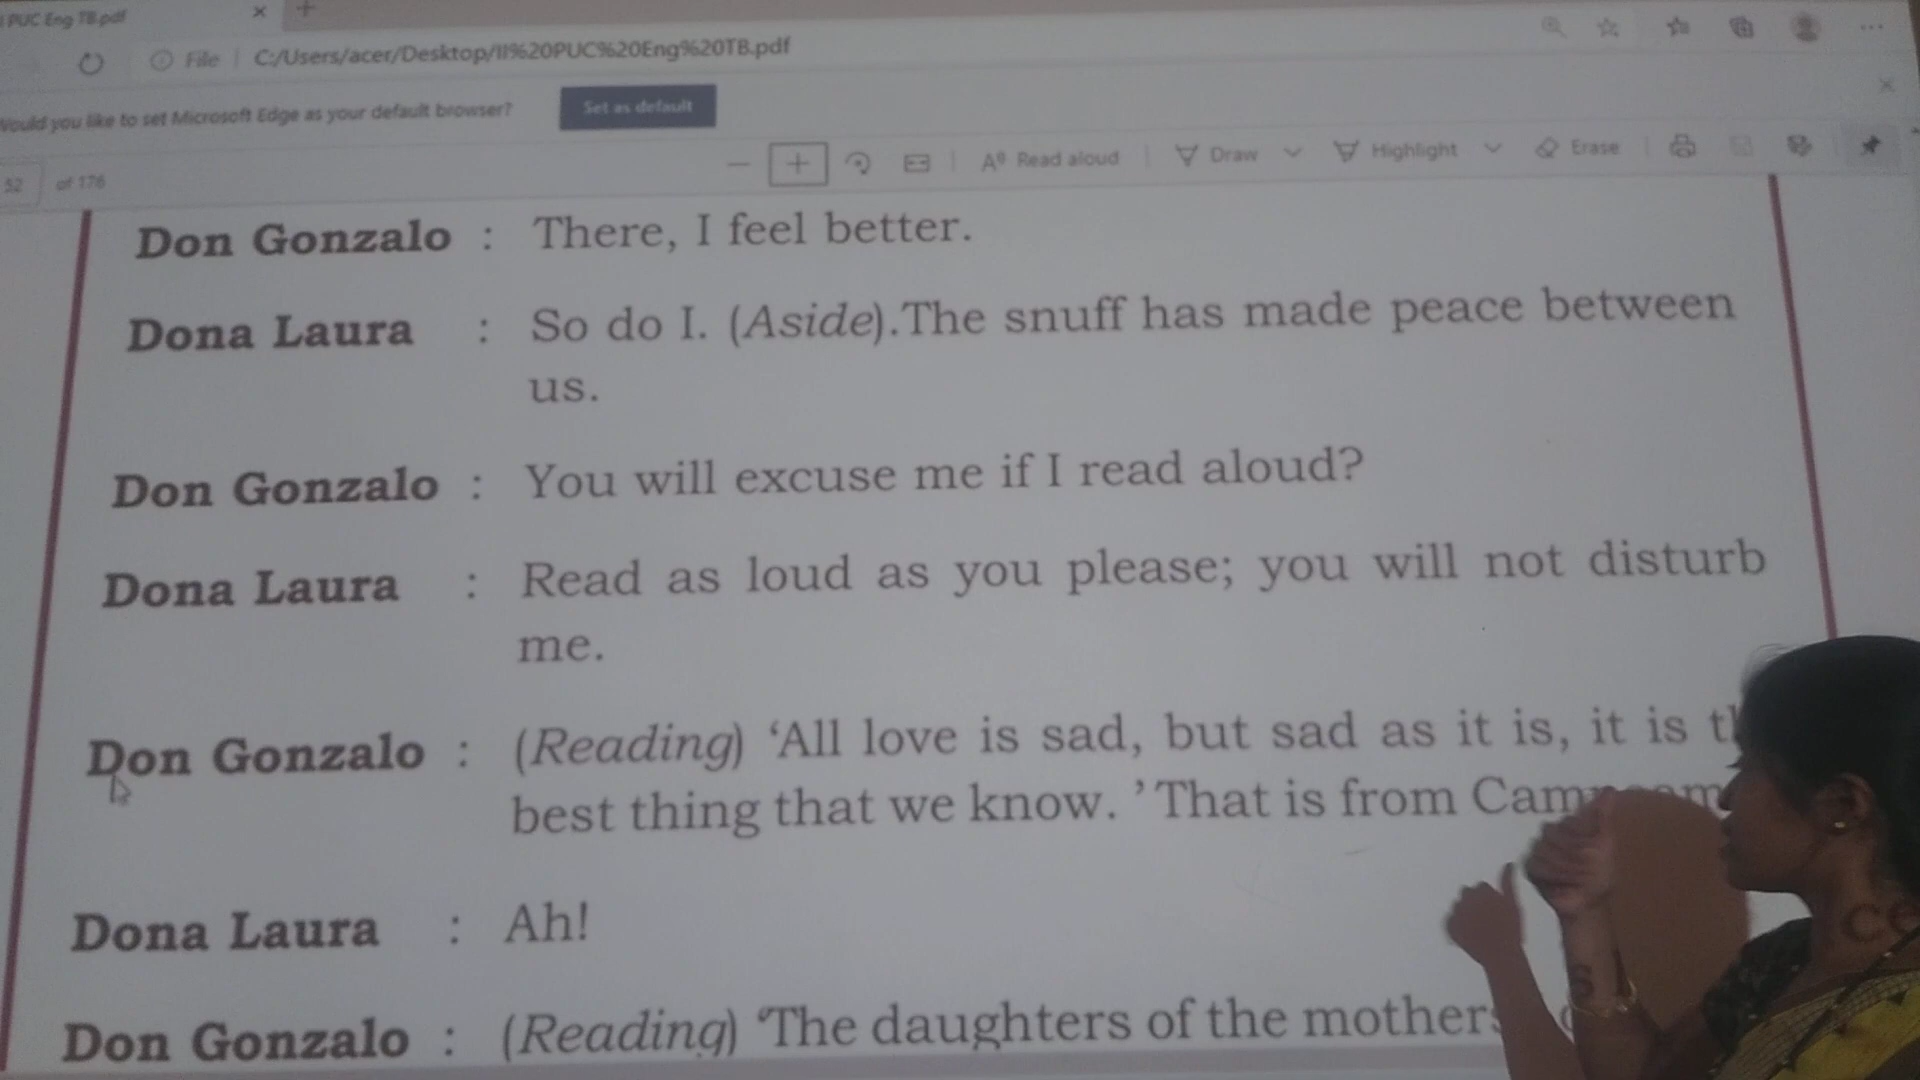 PUC Eng TB.pdf
File C:/Users/acer/Desktop/II%20PUC%20Eng%20TB.pdf
Would you like to set Microsoft Edge as your default browser? Set as default
52 of 176 Read aloud Draw Highlight Erase
Don Gonzalo : There, I feel better.
Dona Laura : So do I. (Aside).The snuff has made peace between
us.
Don Gonzalo : You will excuse me if I read aloud?
Dona Laura : Read as loud as you please; you will not disturb
me.
Don Gonzalo : (Reading) ‘All love is sad, but sad as it is, it is
best thing that we know. ’ That is from
Dona Laura : Ah!
Don Gonzalo : (Reading) ‘The daughters of the mothers